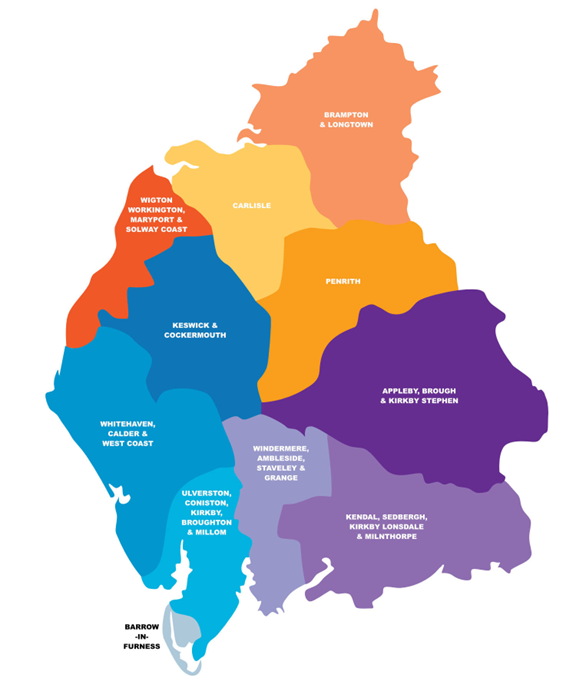 BRAMPTON
& LONGTOWN
WIGTON
WORKINGTON,
MARYPORT &
SOLWAY COAST
CARLISLE
PENRITH
KESWICK &
COCKERMOUTH
APPLEBY, BROUGH
& KIRKBY STEPHEN
WHITEHAVEN,
CALDER &
WEST COAST
WINDERMERE,
AMBLESIDE,
STAVELEY &
GRANGE
ULVERSTON,
CONISTON,
KIRKBY,
BROUGHTON
& MILLOM
KENDAL, SEDBERGH,
KIRKBY LONSDALE
& MILNTHORPE
BARROW
-IN-
FURNESS